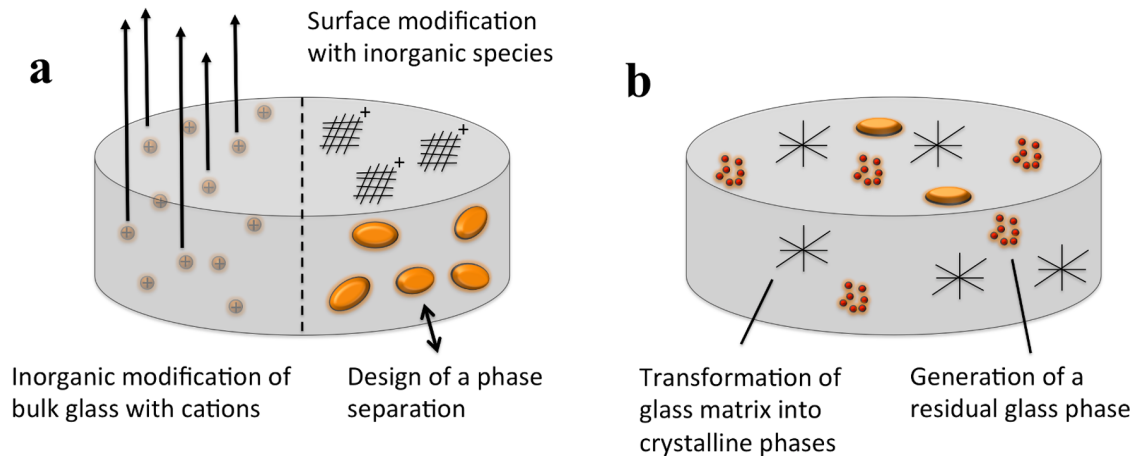 a
Surface modification
with inorganic species
+
+
+
Inorganic modification of
bulk glass with cations
Design of a phase
separation
b
Transformation of
glass matrix into
crystalline phases
Generation of a
residual glass phase